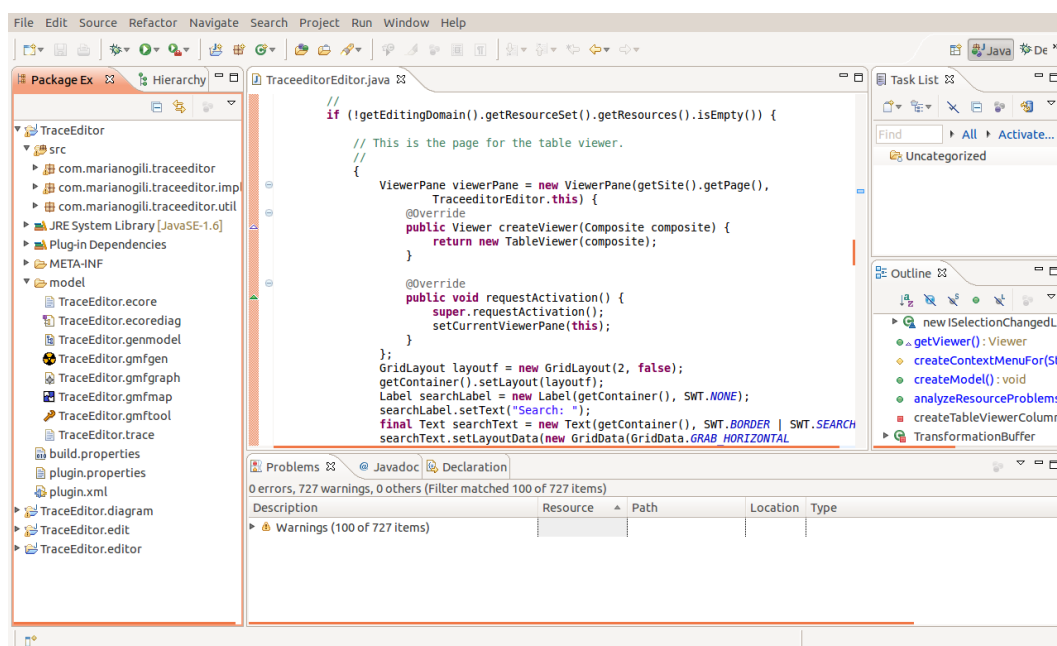 File Edit Source Refactor Navigate Search Project Run Window Help
Java
De
Package Ex
Hierarchy
TraceEditor
src
com.marianogili.traceeditor
com.marianogili.traceeditor.impl
com.marianogili.traceeditor.util
JRE System Library [JavaSE-1.6]
Plug-in Dependencies
META-INF
model
TraceEditor.ecore
TraceEditor.ecorediag
TraceEditor.genmodel
TraceEditor.gmfgen
TraceEditor.gmfgraph
TraceEditor.gmfmap
TraceEditor.gmftool
TraceEditor.trace
build.properties
plugin.properties
plugin.xml
TraceEditor.diagram
TraceEditor.edit
TraceEditor.editor
TraceeditorEditor.java
//
if (!getEditingDomain().getResourceSet().getResources().isEmpty()) {
// This is the page for the table viewer.
//
{
ViewerPane viewerPane = new ViewerPane(getSite().getPage(),
TraceeditorEditor.this) {
@Override
public Viewer createViewer(Composite composite) {
return new TableViewer(composite);
}
@Override
public void requestActivation() {
super.requestActivation();
setCurrentViewerPane(this);
}
};
GridLayout layoutf = new GridLayout(2, false);
getContainer().setLayout(layoutf);
Label searchLabel = new Label(getContainer(), SWT.NONE);
searchLabel.setText("Search: ");
final Text searchText = new Text(getContainer(), SWT.BORDER | SWT.SEARCH
searchText.setLayoutData(new GridData(GridData.GRAB_HORIZONTAL
Task List
Find
All
Activate...
Uncategorized
Outline
new ISelectionChangedL
getViewer() : Viewer
createContextMenuFor(St
createModel() : void
analyzeResourceProblems
createTableViewerColumn
TransformationBuffer
Problems
@ Javadoc
Declaration
0 errors, 727 warnings, 0 others (Filter matched 100 of 727 items)
Description Resource Path Location Type
Warnings (100 of 727 items)